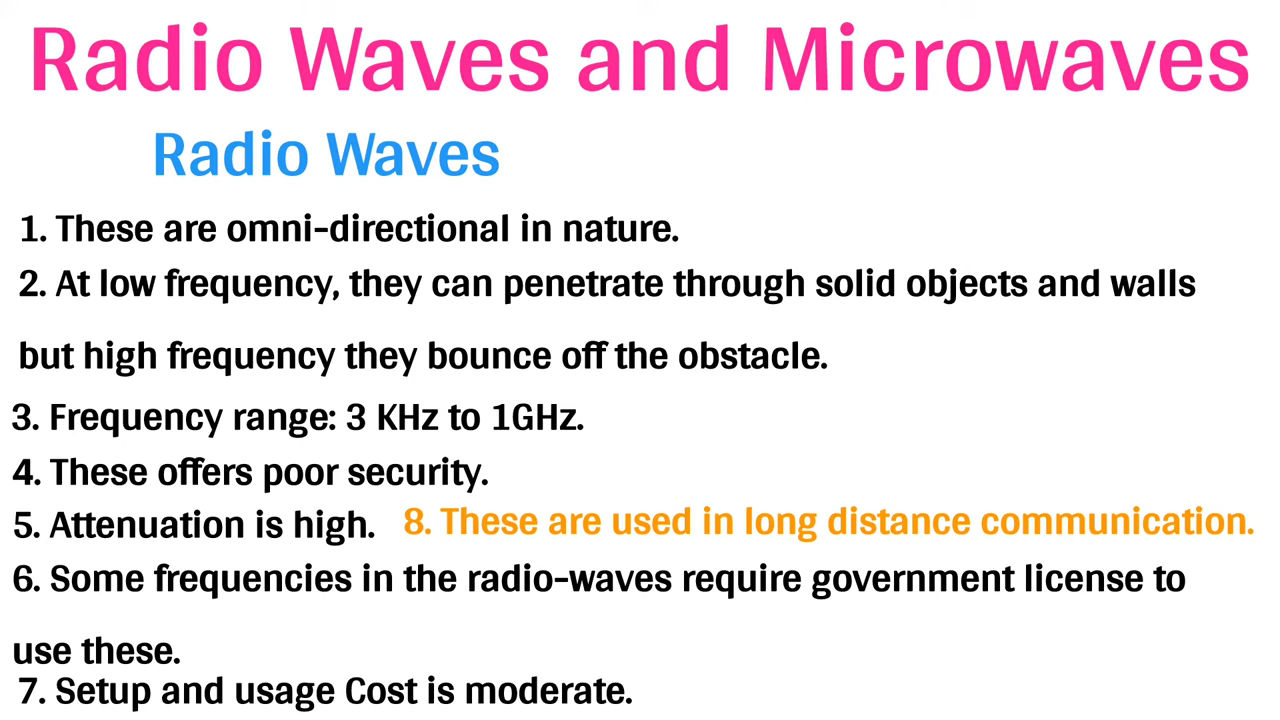 Radio Waves and Microwaves
Radio Waves
1. These are omni-directional in nature.
2. At low frequency, they can penetrate through solid objects and walls
but high frequency they bounce off the obstacle.
3. Frequency range: 3 KHz to 1GHz.
4. These offers poor security.
5. Attenuation is high.
8. These are used in long distance communication.
6. Some frequencies in the radio-waves require government license to
use these.
7. Setup and usage Cost is moderate.